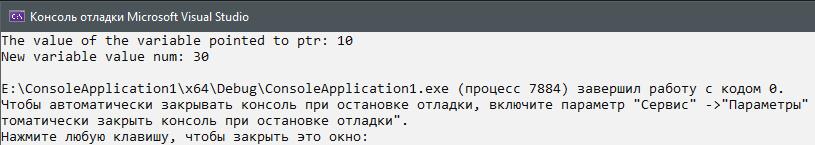 Консоль отладки Microsoft Visual Studio
The value of the variable pointed to ptr: 10
New variable value num: 30
E:\ConsoleApplication1\x64\Debug\ConsoleApplication1.exe (процесс 7884) завершил работу с кодом 0.
Чтобы автоматически закрывать консоль при остановке отладки, включите параметр "Сервис" ->"Параметры"
томатически закрыть консоль при остановке отладки".
Нажмите любую клавишу, чтобы закрыть это окно: